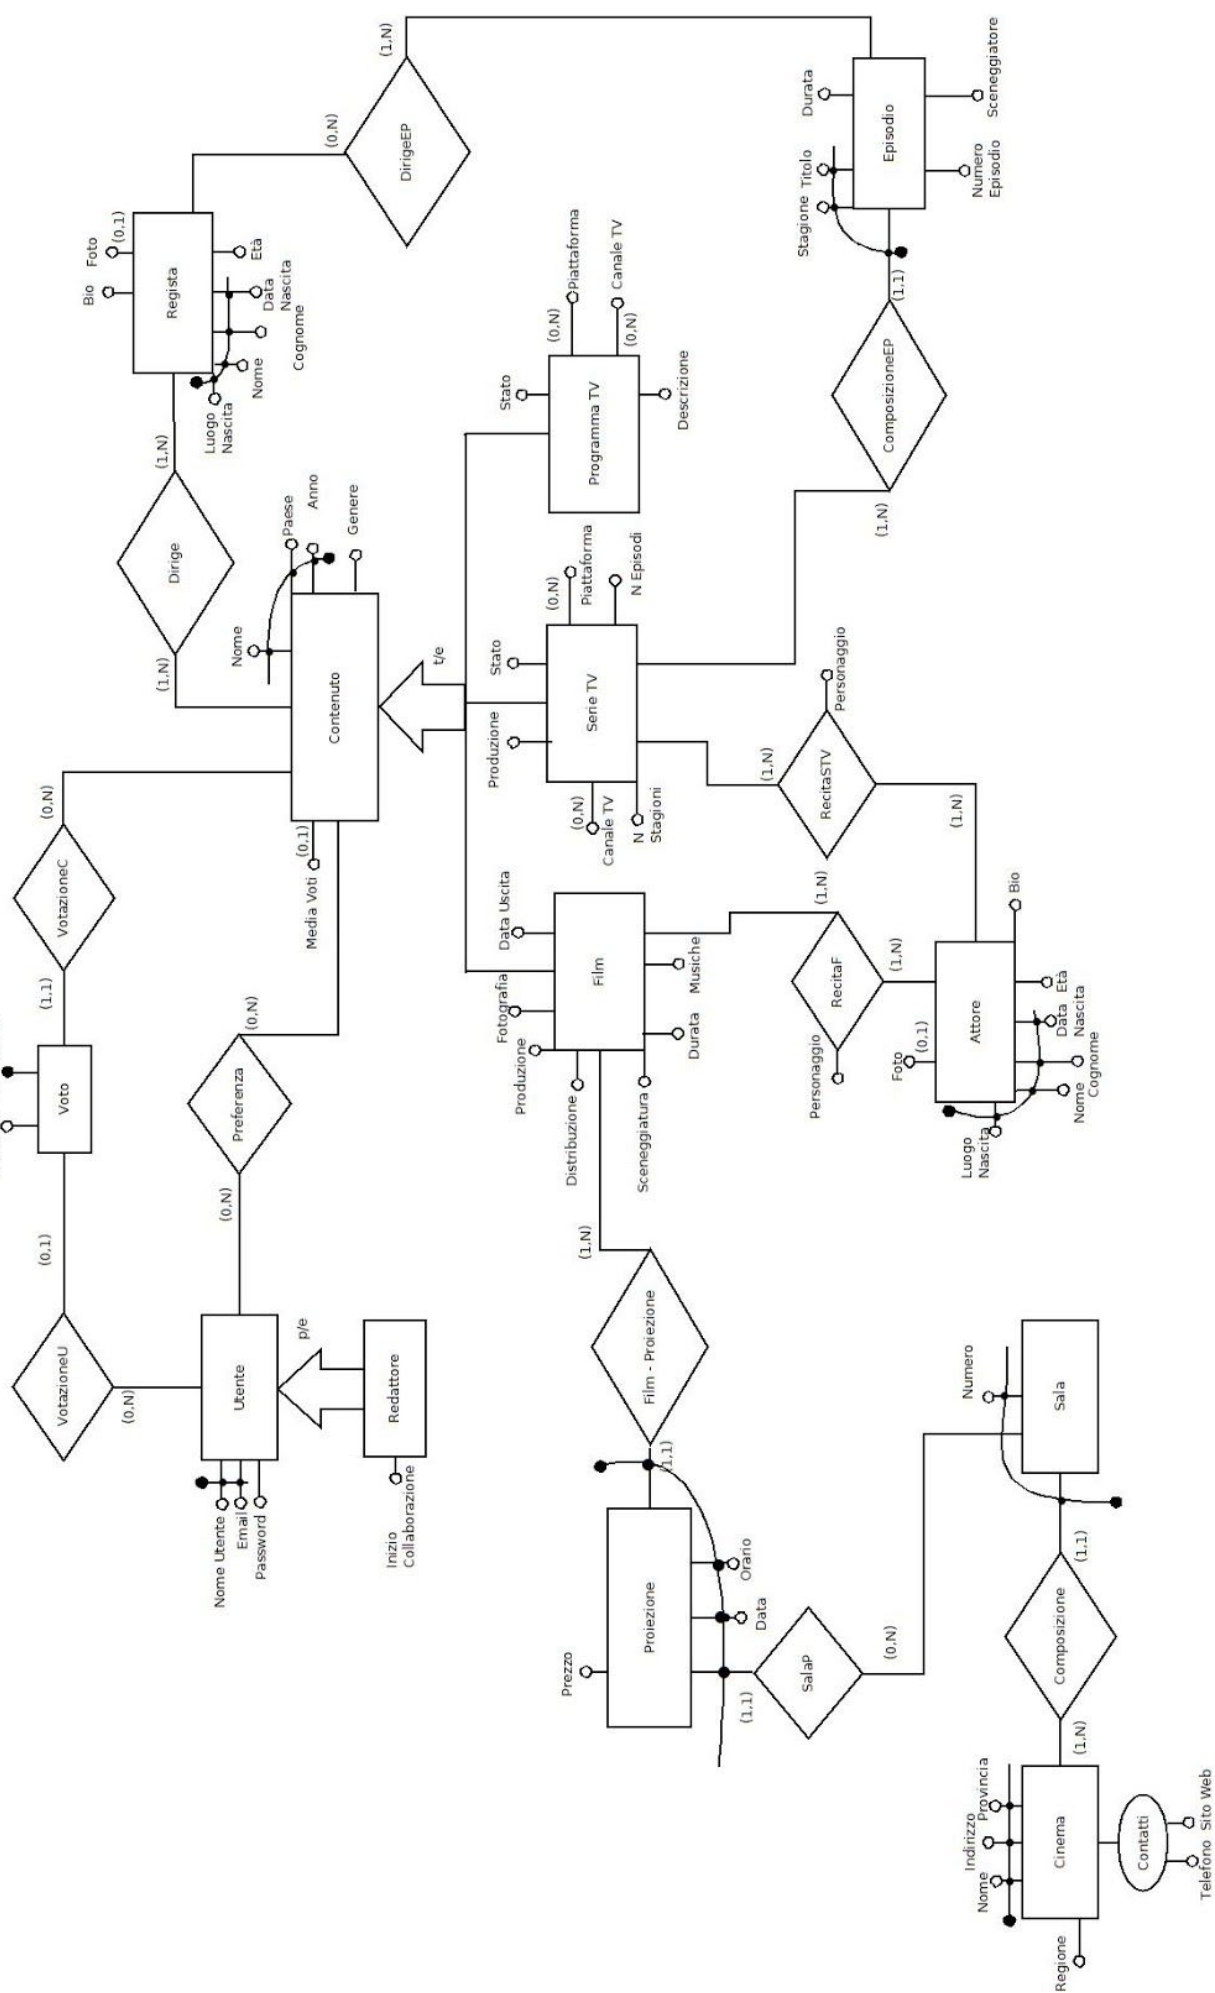 (0,N)
VotazioneC
(1,1)
Voto
(0,1)
VotazioneU
(0,N)
Utente
Nome Utente
Email
Password
p/e
Redattore
Inizio
Collaborazione
(0,N)
Preferenza
(0,N)
Media Voti
(0,1)
Contenuto
Nome
Paese
Anno
Genere
t/e
(1,N)
Dirige
(1,N)
Regista
Bio
Foto
(0,1)
Età
Data
Nascita
Cognome
Nome
Luogo
Nascita
(0,N)
DirigeEP
(1,N)
Episodio
Durata
Titolo
Stagione
Sceneggiatore
Numero
Episodio
(1,1)
ComposizioneEP
(1,N)
Programma TV
Stato
(0,N)
Piattaforma
Canale TV
(0,N)
Descrizione
Serie TV
Stato
Produzione
(0,N)
Piattaforma
N Episodi
(0,N)
Canale TV
N
Stagioni
(1,N)
RecitaSTV
Personaggio
(1,N)
Film
Data Uscita
Fotografia
Produzione
Distribuzione
Sceneggiatura
Durata
Musiche
(1,N)
RecitaF
Personaggio
(1,N)
Attore
Bio
Foto
(0,1)
Età
Data
Nascita
Cognome
Nome
Luogo
Nascita
(1,N)
Film - Proiezione
(1,1)
Proiezione
Prezzo
Orario
Data
(1,1)
SalaP
(0,N)
Sala
Numero
(1,1)
Composizione
(1,N)
Cinema
Provincia
Indirizzo
Nome
Regione
Contatti
Telefono
Sito Web